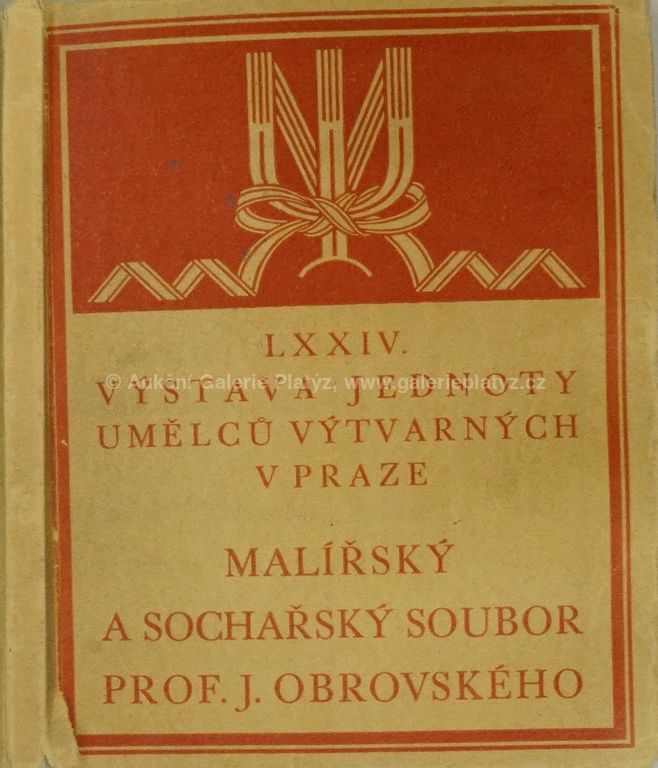 LXXIV.
VÝSTAVA JEDNOTY
© Aukční Galerie Platýz, www.galerieplatyz.cz
UMĚLCŮ VÝTVARNÝCH
V PRAZE
MALÍŘSKÝ
A SOCHAŘSKÝ SOUBOR
PROF. J. OBROVSKÉHO